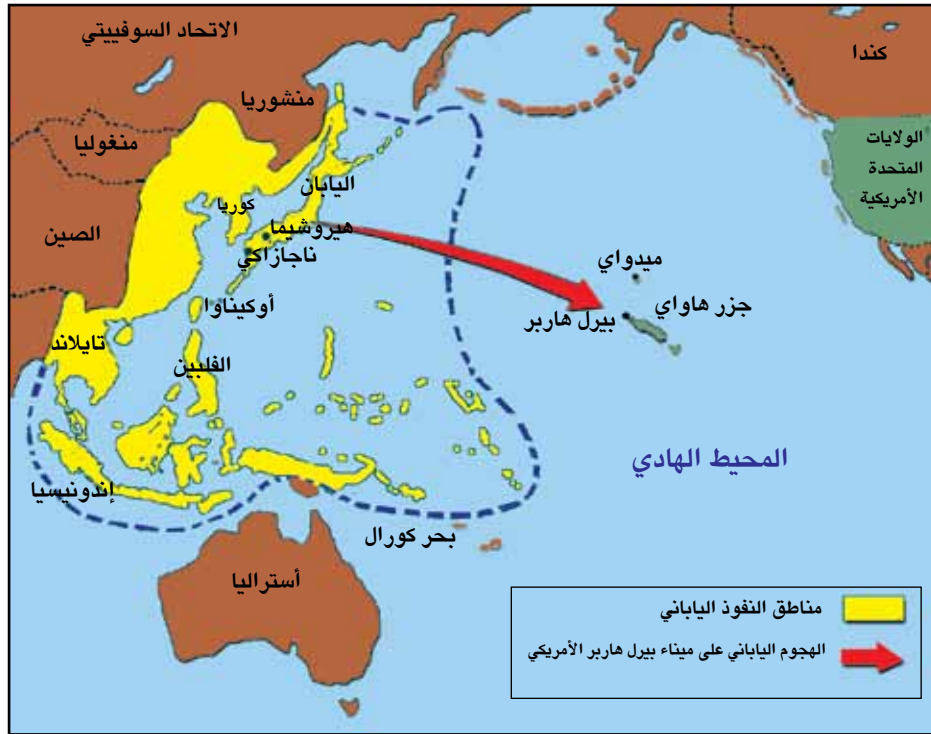 الاتحاد السوفييتي
كندا
منشوريا
منغوليا
الولايات
المتحدة
الأمريكية
اليابان
كوريا
الصين
هيروشيما
ناجازاكي
ميدواي
أوكيناوا
جزر هاواي
بيرل هاربر
تايلاند
الفلبين
المحيط الهادي
إندونيسيا
بحر كورال
أستراليا
مناطق النفوذ الياباني
الهجوم الياباني على ميناء بيرل هاربر الأمريكي